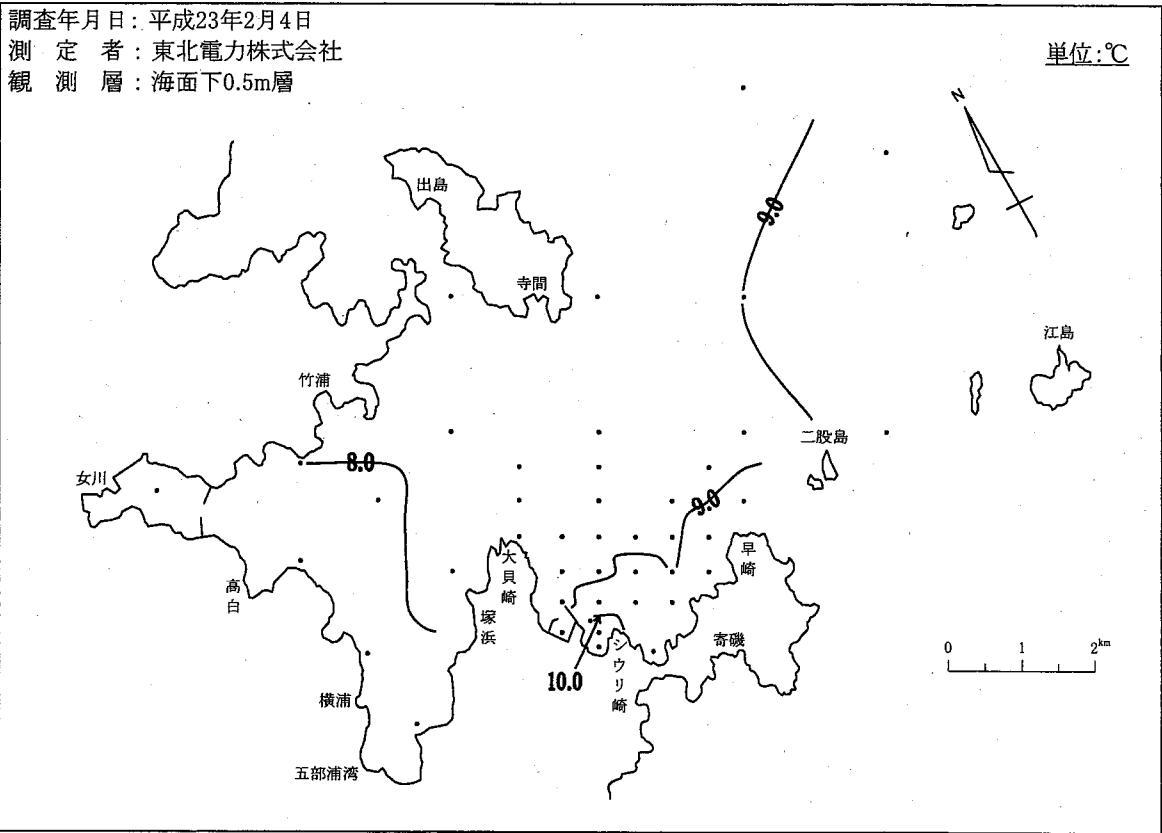 調査年月日：平成23年2月4日
測定者：東北電力株式会社
観測層：海面下0.5m層
単位：℃
N
出島
9.0
寺間
江島
竹浦
二股島
8.0
女川
9.0
大貝崎
早崎
高白
塚浜
寄磯
シウリ崎
0 1 2km
10.0
横浦
五部浦湾